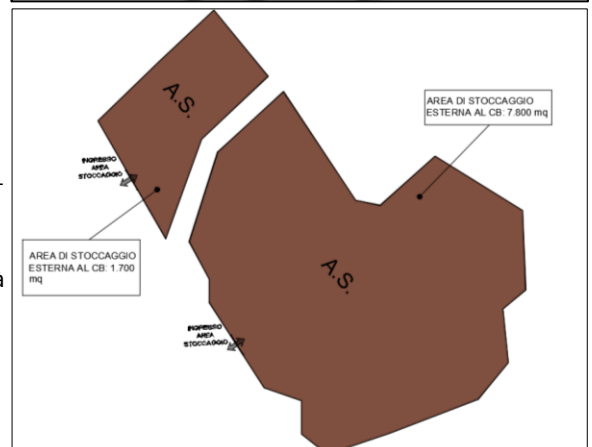 A.S.
AREA DI STOCCAGGIO
ESTERNA AL CB: 7.800 mq
INGRESSO
AREA
STOCCAGGIO
AREA DI STOCCAGGIO
ESTERNA AL CB: 1.700
mq
a
A.S.
INGRESSO
AREA
STOCCAGGIO